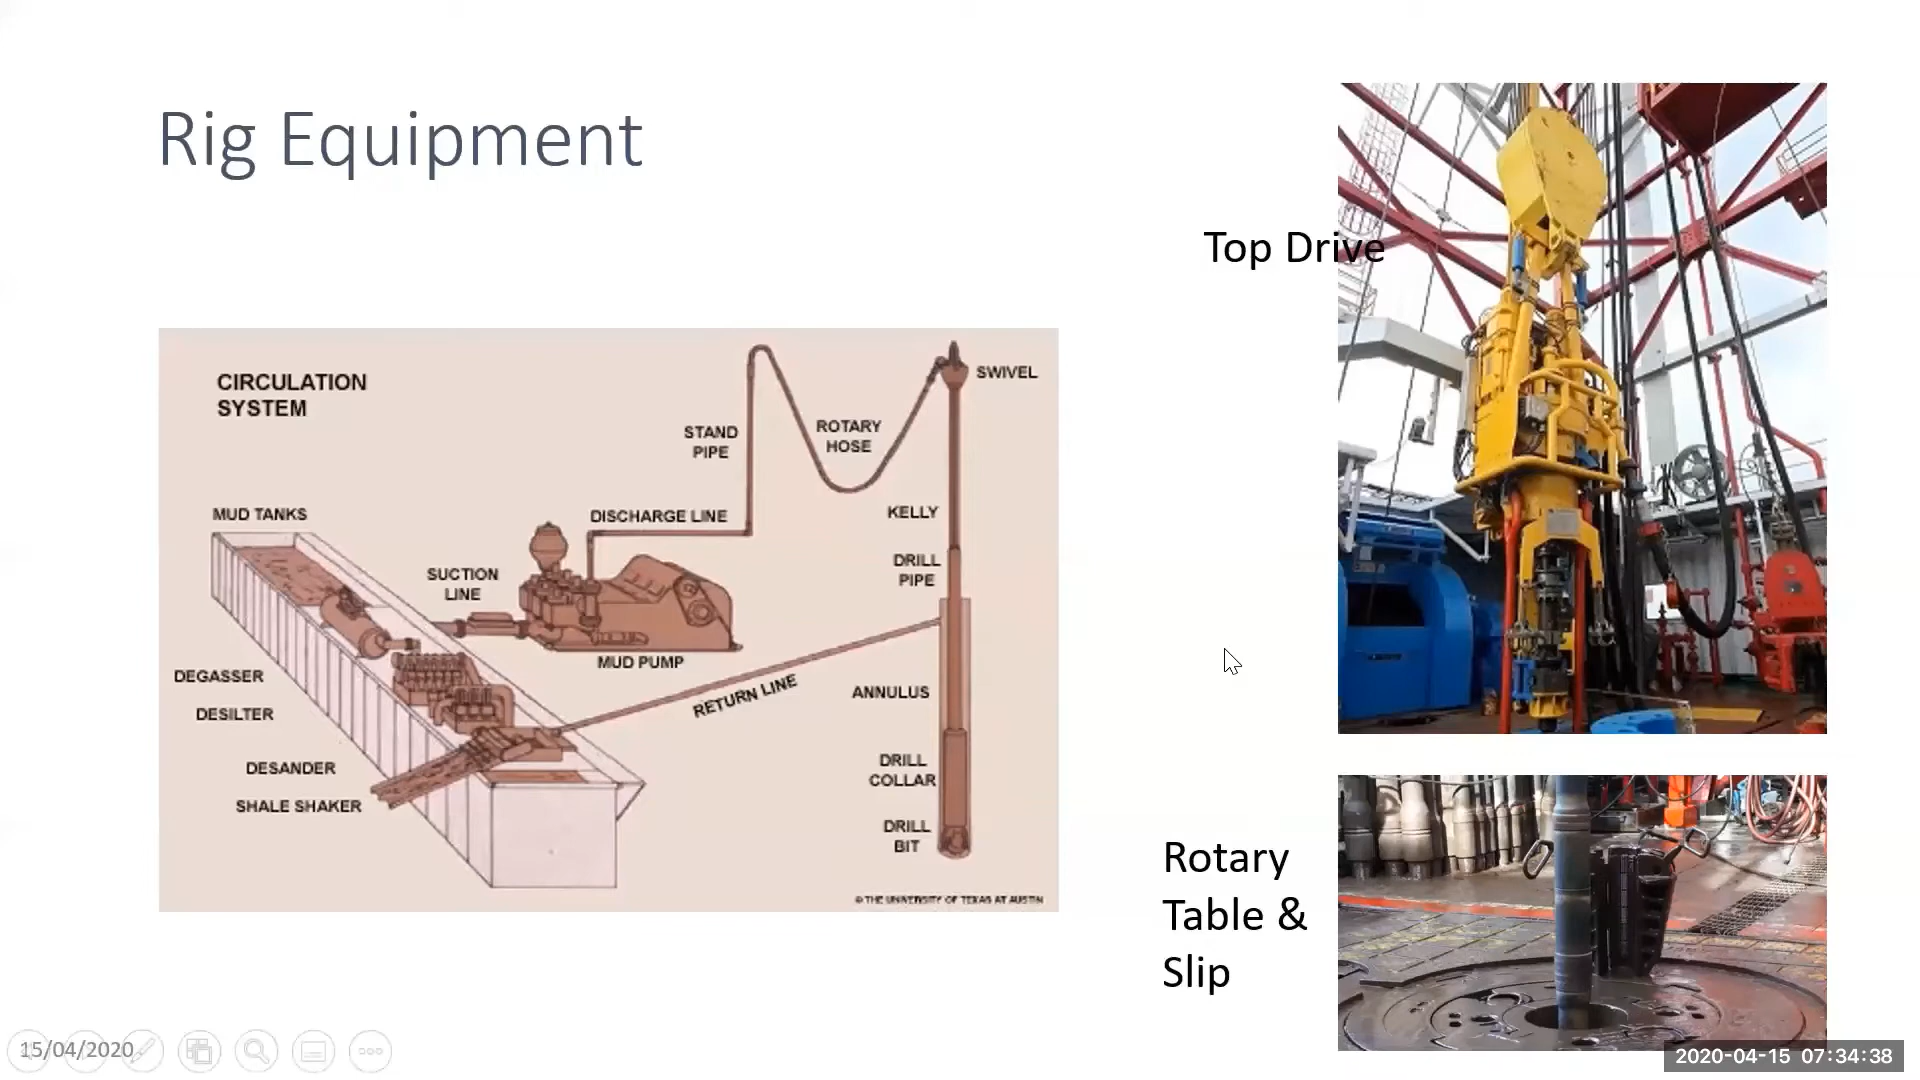 Rig Equipment
Top Drive
CIRCULATION
SYSTEM
SWIVEL
STAND
PIPE
ROTARY
HOSE
MUD TANKS
DISCHARGE LINE
KELLY
SUCTION
LINE
DRILL
PIPE
MUD PUMP
DEGASSER
RETURN LINE
ANNULUS
DESILTER
DESANDER
DRILL
COLLAR
SHALE SHAKER
DRILL
BIT
© THE UNIVERSITY OF TEXAS AT AUSTIN
Rotary
Table &
Slip
15/04/2020
2020-04-15 07:34:38